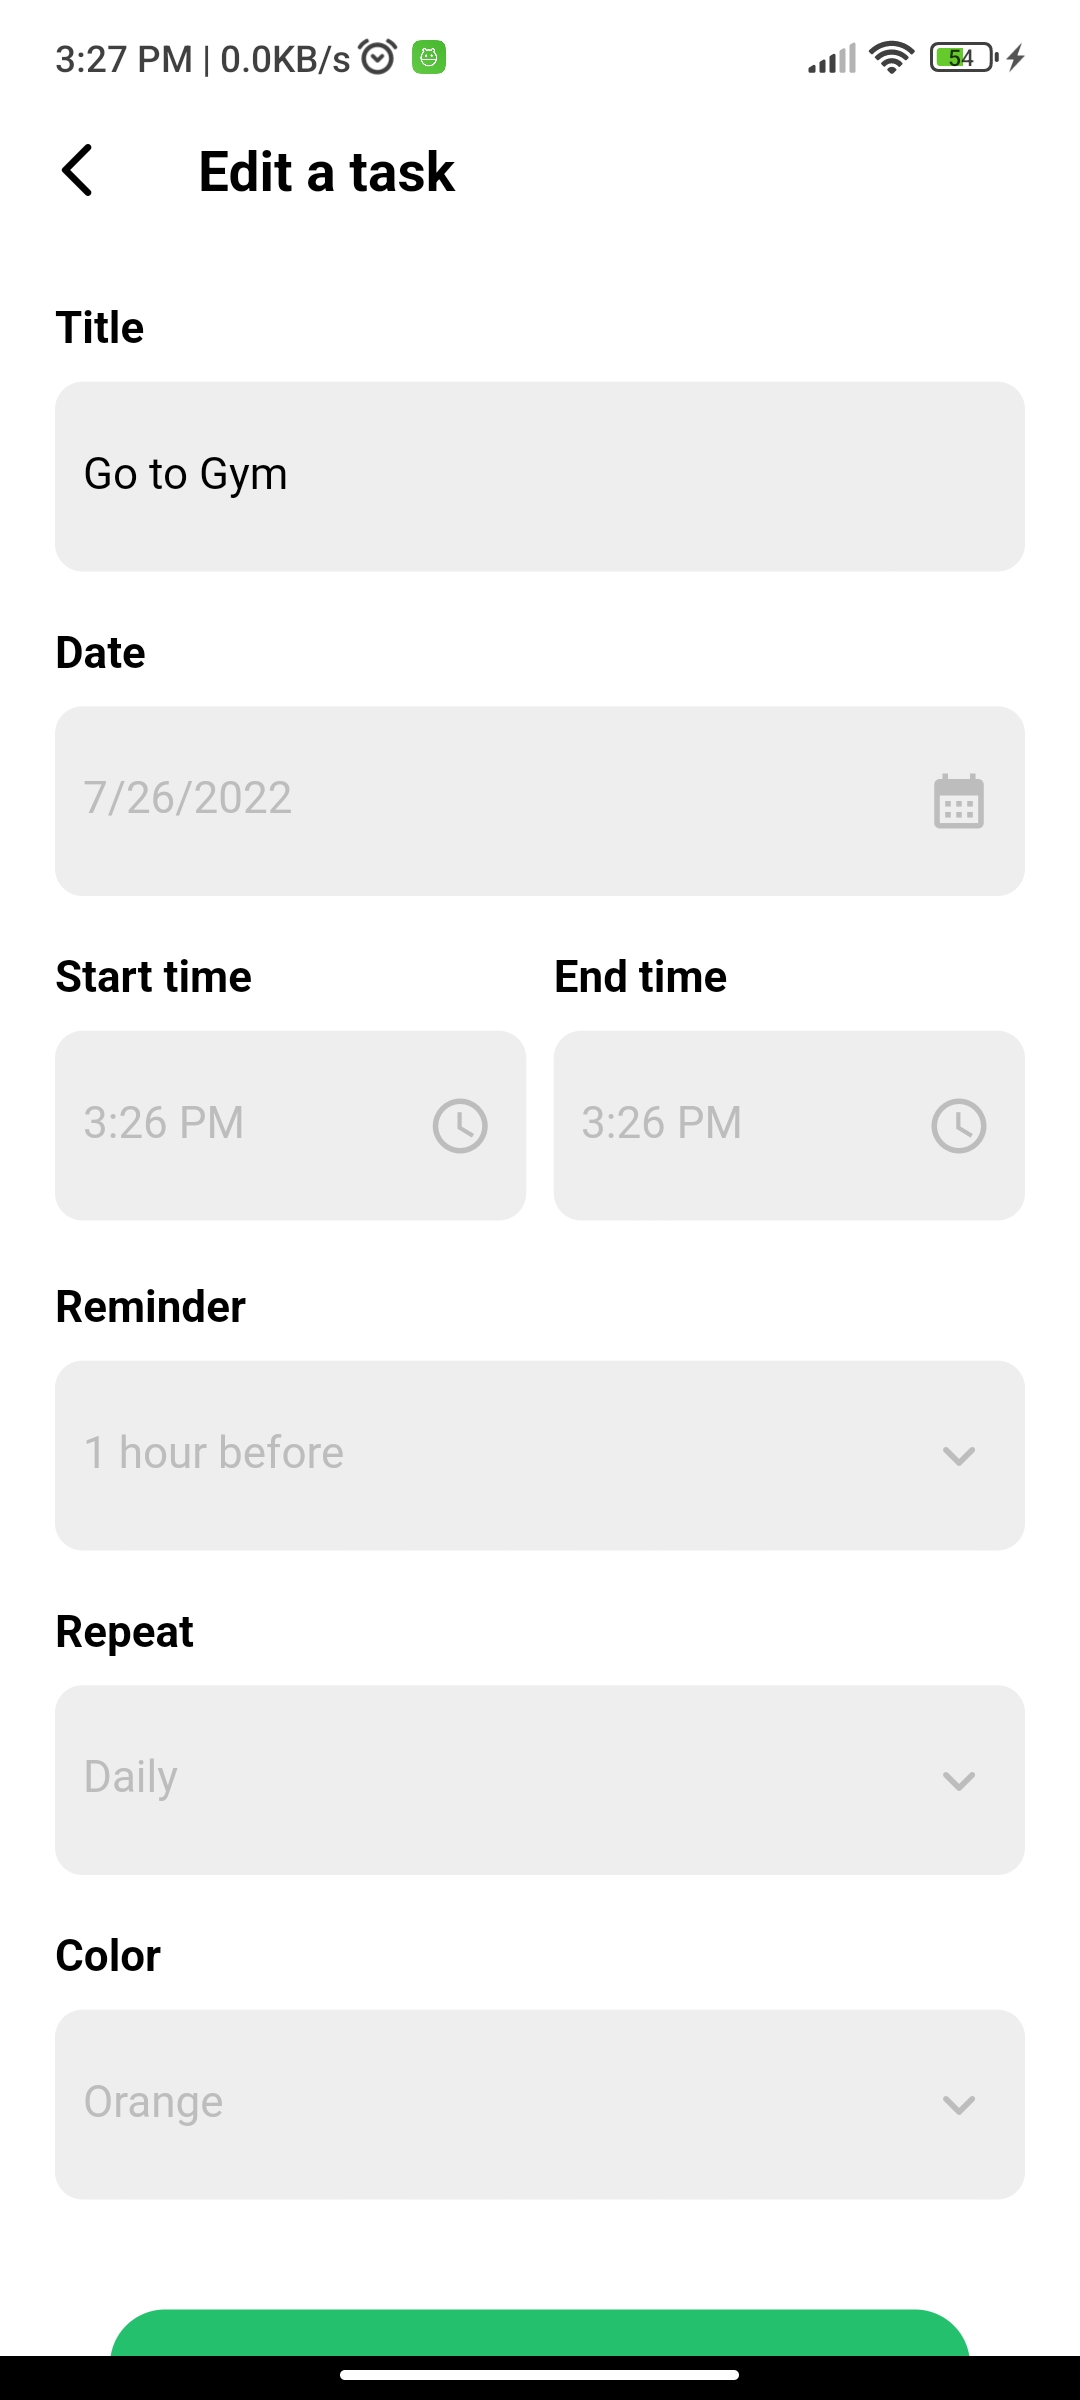 3:27 PM | 0.0KB/s
54
Edit a task
Title
Go to Gym
Date
7/26/2022
Start time
End time
3:26 PM
3:26 PM
Reminder
1 hour before
Repeat
Daily
Color
Orange